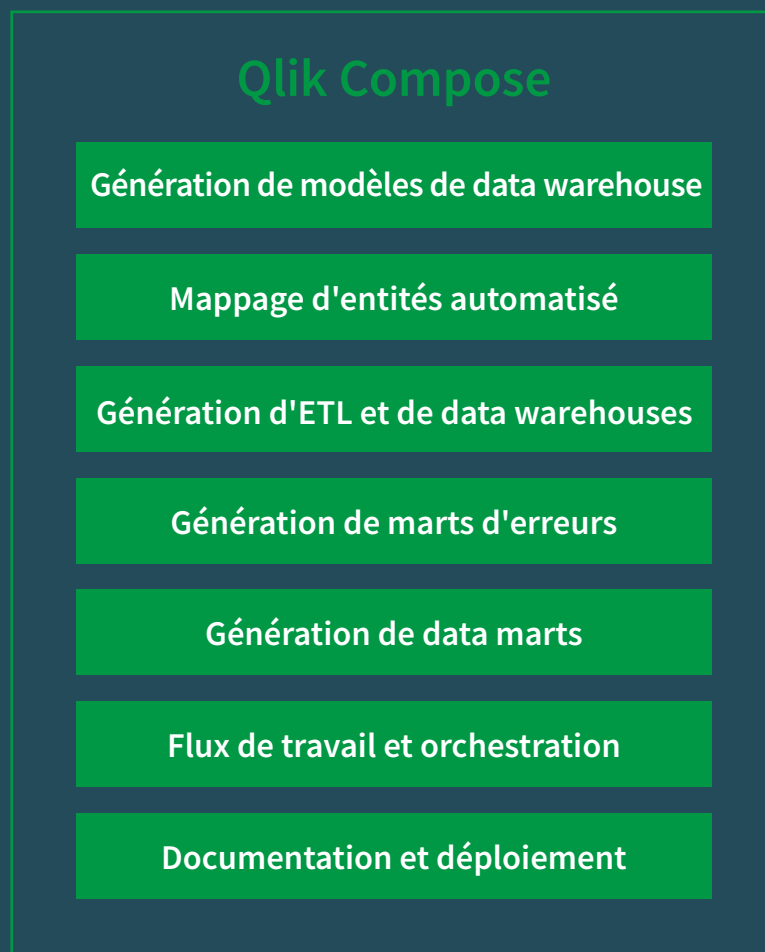 Qlik Compose
Génération de modèles de data warehouse
Mappage d'entités automatisé
Génération d'ETL et de data warehouses
Génération de marts d'erreurs
Génération de data marts
Flux de travail et orchestration
Documentation et déploiement